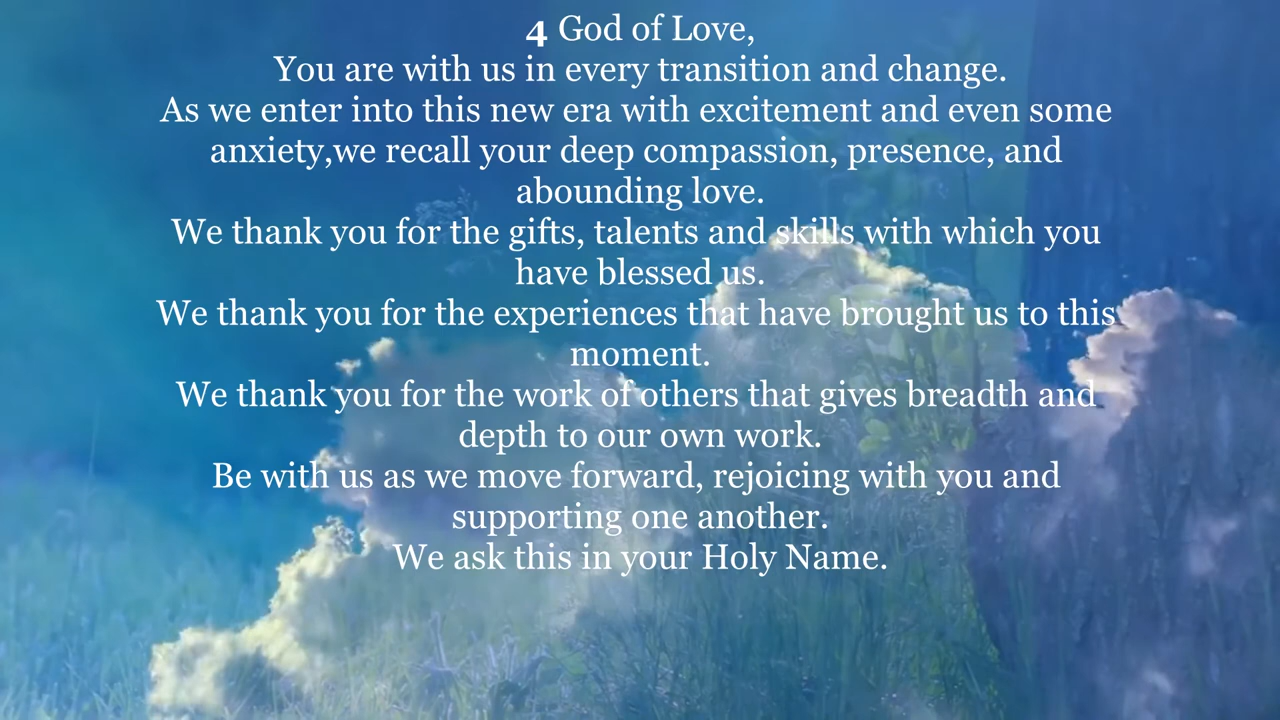 4 God of Love,
You are with us in every transition and change.
As we enter into this new era with excitement and even some
anxiety,we recall your deep compassion, presence, and
abounding love.
We thank you for the gifts, talents and skills with which you
have blessed us.
We thank you for the experiences that have brought us to this
moment.
We thank you for the work of others that gives breadth and
depth to our own work.
Be with us as we move forward, rejoicing with you and
supporting one another.
We ask this in your Holy Name.